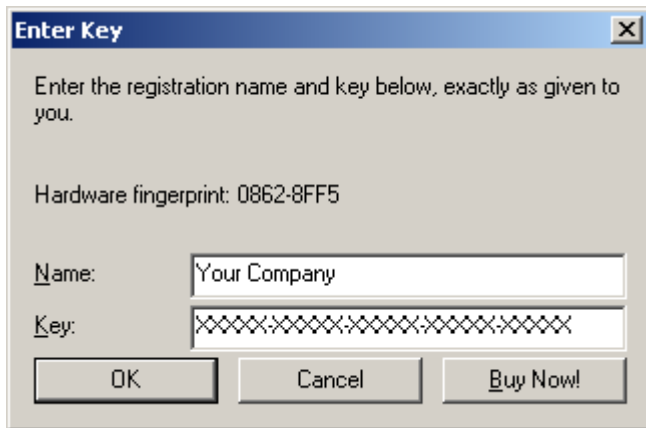 Enter Key
Enter the registration name and key below, exactly as given to
you.
Hardware fingerprint: 0862-8FF5
Name: Your Company
Key: XXXXX-XXXXX-XXXXX-XXXXX-XXXXX
OK Cancel Buy Now!